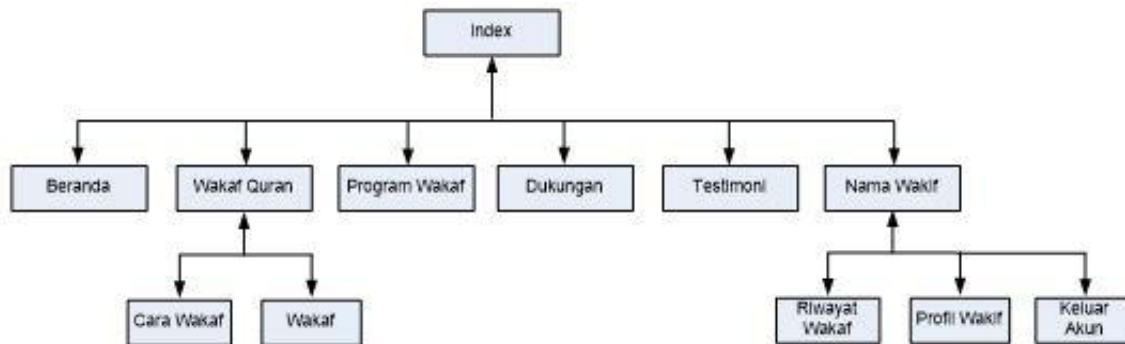 Index
Beranda
Wakaf Quran
Program Wakaf
Dukungan
Testimoni
Nama Wakif
Cara Wakaf
Wakaf
Riwayat
Wakaf
Profil Wakif
Keluar
Akun